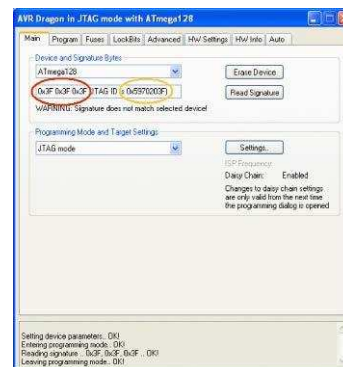 AVR Dragon in JTAG mode with ATmega128
Main Program Fuses LockBits Advanced HW Settings HW Info Auto
Device and Signature Bytes
ATmega128
Erase Device
0x3F 0x3F 0x3F (JTAG ID = 0x5970203F)
Read Signature
WARNING: Signature does not match selected device!
Programming Mode and Target Settings
JTAG mode
Settings...
ISP Frequency:
Daisy Chain: Enabled
Changes to daisy chain settings
are only valid from the next time
the programming dialog is opened
Setting device parameters.. OK!
Entering programming mode.. OK!
Reading signature .. 0x3F, 0x3F, 0x3F .. OK!
Leaving programming mode.. OK!